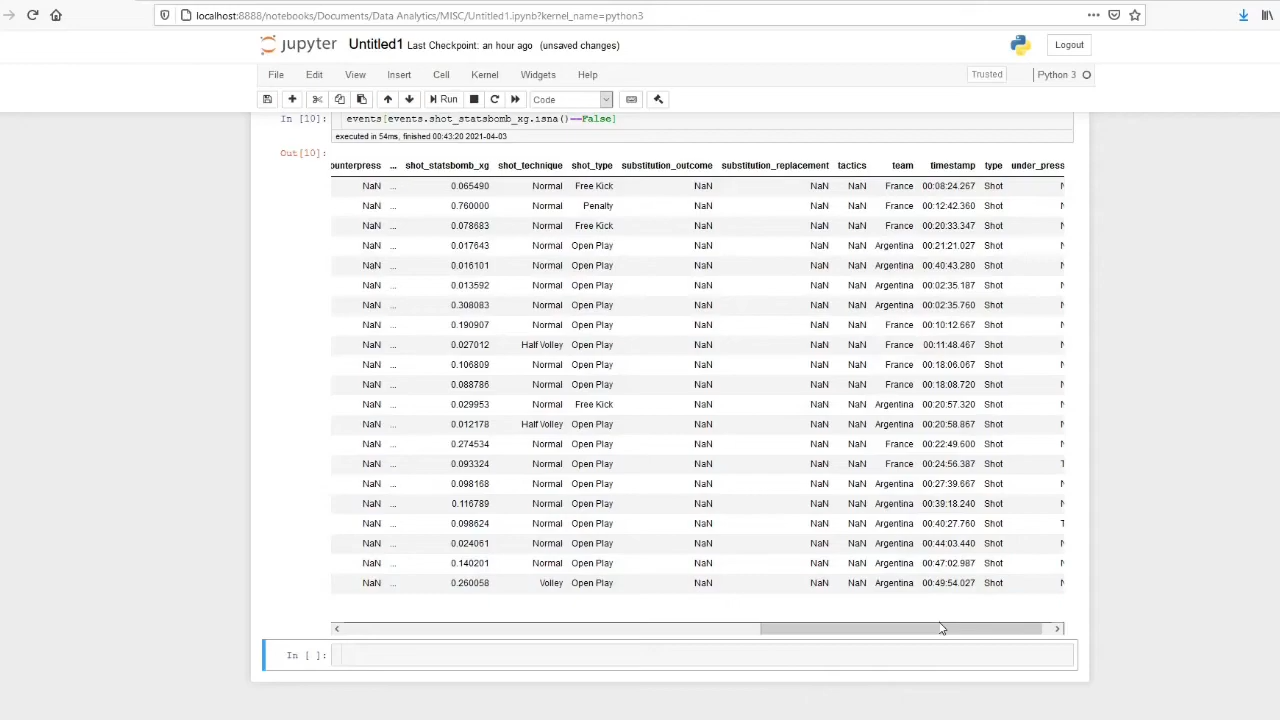 localhost:8888/notebooks/Documents/Data Analytics/MISC/Untitled1.ipynb?kernel_name=python3
jupyter Untitled1 Last Checkpoint: an hour ago (unsaved changes) Logout
File Edit View Insert Cell Kernel Widgets Help Trusted Python 3
Run Code
In [10]: events[events.shot_statsbomb_xg.isna()==False]
executed in 54ms, finished 00:43:20 2021-04-03
Out[10]:
ounterpress ... shot_statsbomb_xg shot_technique shot_type substitution_outcome substitution_replacement tactics team timestamp type under_press
NaN ... 0.065490 Normal Free Kick NaN NaN NaN France 00:08:24.267 Shot N
NaN ... 0.760000 Normal Penalty NaN NaN NaN France 00:12:42.360 Shot N
NaN ... 0.078683 Normal Free Kick NaN NaN NaN France 00:20:33.347 Shot N
NaN ... 0.017643 Normal Open Play NaN NaN NaN Argentina 00:21:21.027 Shot N
NaN ... 0.016101 Normal Open Play NaN NaN NaN Argentina 00:40:43.280 Shot N
NaN ... 0.013592 Normal Open Play NaN NaN NaN Argentina 00:02:35.187 Shot N
NaN ... 0.308083 Normal Open Play NaN NaN NaN Argentina 00:02:35.760 Shot N
NaN ... 0.190907 Normal Open Play NaN NaN NaN France 00:10:12.667 Shot N
NaN ... 0.027012 Half Volley Open Play NaN NaN NaN France 00:11:48.467 Shot N
NaN ... 0.106809 Normal Open Play NaN NaN NaN France 00:18:06.067 Shot N
NaN ... 0.088786 Normal Open Play NaN NaN NaN France 00:18:08.720 Shot N
NaN ... 0.029953 Normal Free Kick NaN NaN NaN Argentina 00:20:57.320 Shot N
NaN ... 0.012178 Half Volley Open Play NaN NaN NaN Argentina 00:20:58.867 Shot N
NaN ... 0.274534 Normal Open Play NaN NaN NaN France 00:22:49.600 Shot N
NaN ... 0.093324 Normal Open Play NaN NaN NaN France 00:24:56.387 Shot T
NaN ... 0.098168 Normal Open Play NaN NaN NaN Argentina 00:27:39.667 Shot N
NaN ... 0.116789 Normal Open Play NaN NaN NaN Argentina 00:39:18.240 Shot N
NaN ... 0.098624 Normal Open Play NaN NaN NaN Argentina 00:40:27.760 Shot T
NaN ... 0.024061 Normal Open Play NaN NaN NaN Argentina 00:44:03.440 Shot N
NaN ... 0.140201 Normal Open Play NaN NaN NaN Argentina 00:47:02.987 Shot N
NaN ... 0.260058 Volley Open Play NaN NaN NaN Argentina 00:49:54.027 Shot N
In [ ]: